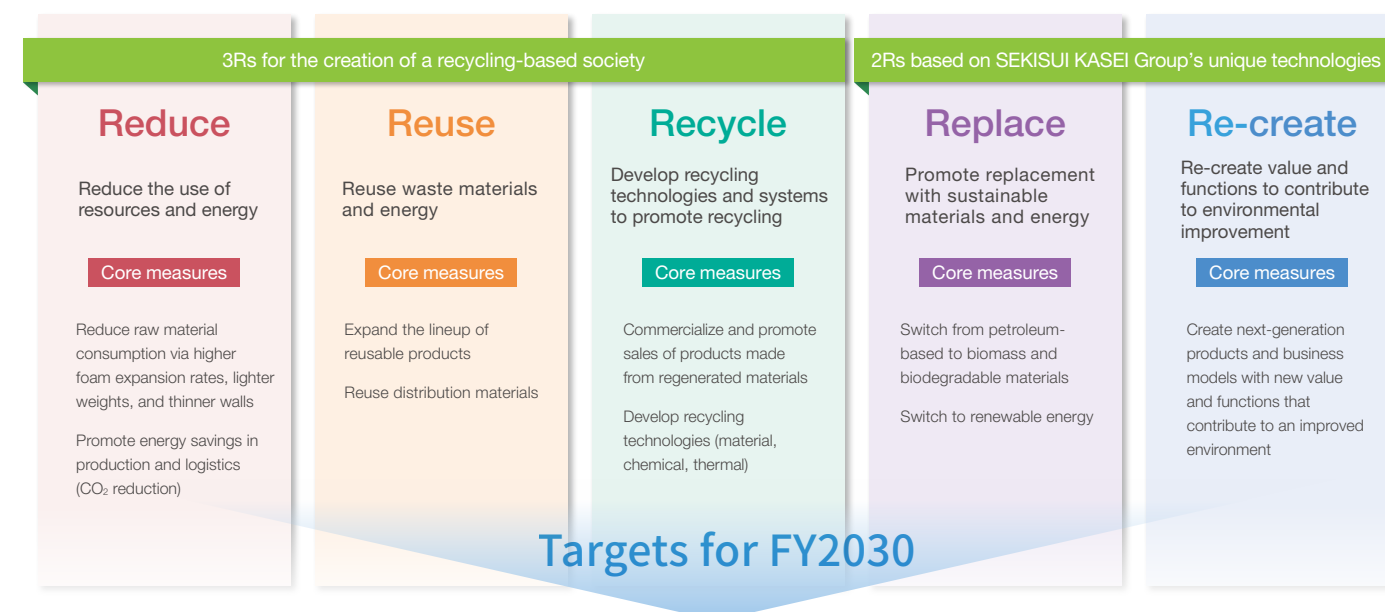 3Rs for the creation of a recycling-based society
2Rs based on SEKISUI KASEI Group's unique technologies
Reduce
Reduce the use of
resources and energy
Core measures
Reduce raw material
consumption via higher
foam expansion rates, lighter
weights, and thinner walls
Promote energy savings in
production and logistics
(CO₂ reduction)
Reuse
Reuse waste materials
and energy
Core measures
Expand the lineup of
reusable products
Reuse distribution materials
Recycle
Develop recycling
technologies and systems
to promote recycling
Core measures
Commercialize and promote
sales of products made
from regenerated materials
Develop recycling
technologies (material,
chemical, thermal)
Replace
Promote replacement
with sustainable
materials and energy
Core measures
Switch from petroleum-
based to biomass and
biodegradable materials
Switch to renewable energy
Re-create
Re-create value and
functions to contribute
to environmental
improvement
Core measures
Create next-generation
products and business
models with new value
and functions that
contribute to an improved
environment
Targets for FY2030